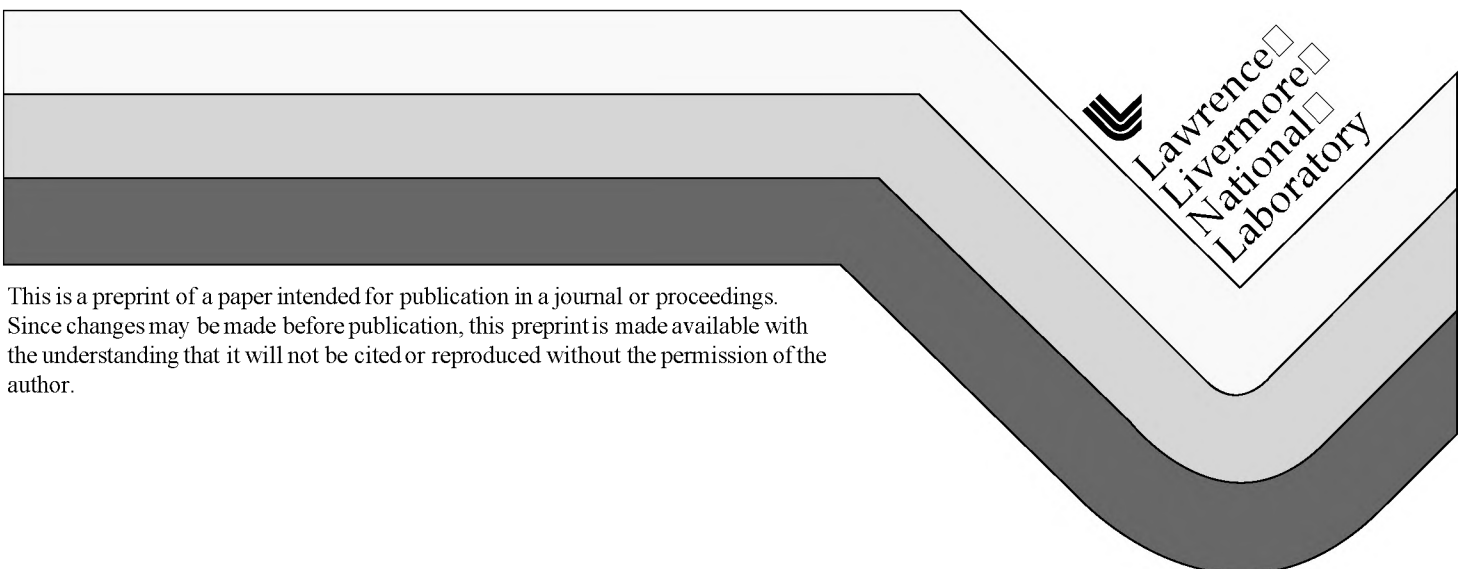 Lawrence
Livermore
National
Laboratory
This is a preprint of a paper intended for publication in a journal or proceedings.
Since changes may be made before publication, this preprint is made available with
the understanding that it will not be cited or reproduced without the permission of the
author.